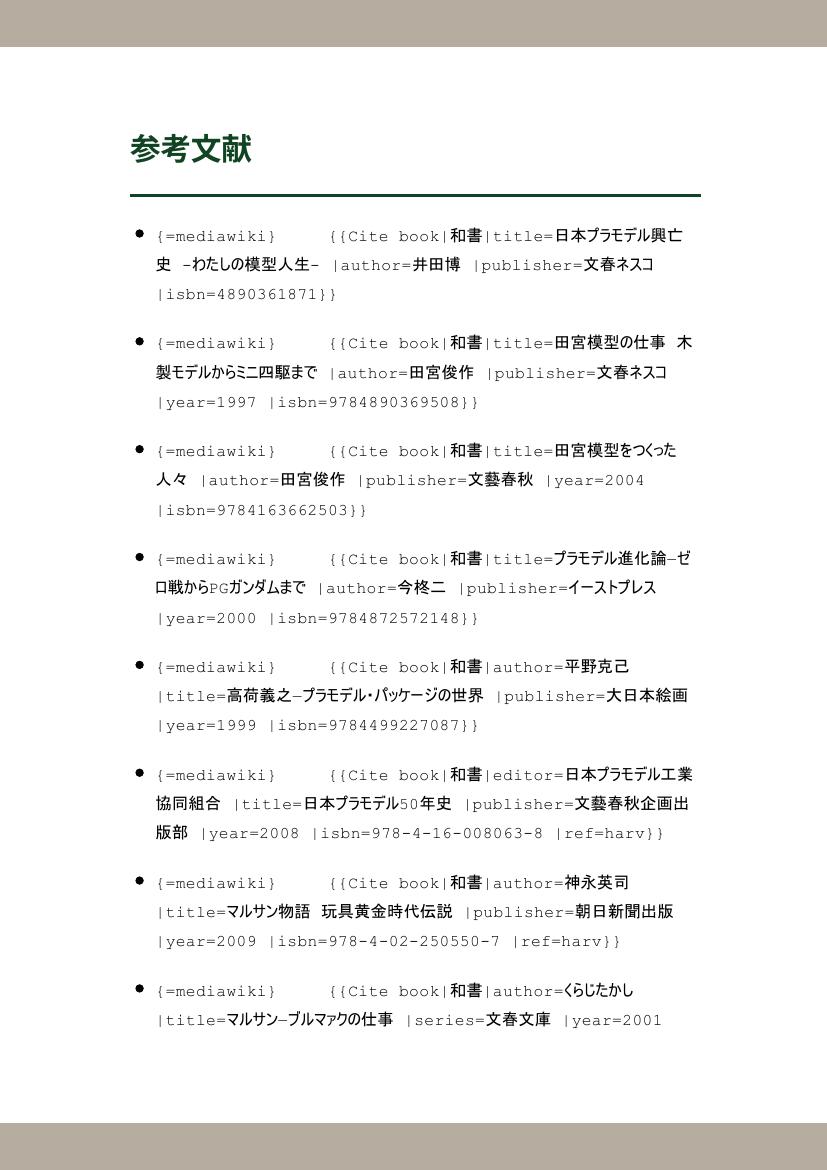 参考文献
● {=mediawiki} {{Cite book|和書|title=日本プラモデル興亡
史 -わたしの模型人生- |author=井田博 |publisher=文春ネスコ
|isbn=4890361871}}
● {=mediawiki} {{Cite book|和書|title=田宮模型の仕事 木
製モデルからミニ四駆まで |author=田宮俊作 |publisher=文春ネスコ
|year=1997 |isbn=9784890369508}}
● {=mediawiki} {{Cite book|和書|title=田宮模型をつくった
人々 |author=田宮俊作 |publisher=文藝春秋 |year=2004
|isbn=9784163662503}}
● {=mediawiki} {{Cite book|和書|title=プラモデル進化論—ゼ
ロ戦からPGガンダムまで |author=今柊二 |publisher=イーストプレス
|year=2000 |isbn=9784872572148}}
● {=mediawiki} {{Cite book|和書|author=平野克己
|title=高荷義之—プラモデル・パッケージの世界 |publisher=大日本絵画
|year=1999 |isbn=9784499227087}}
● {=mediawiki} {{Cite book|和書|editor=日本プラモデル工業
協同組合 |title=日本プラモデル50年史 |publisher=文藝春秋企画出
版部 |year=2008 |isbn=978-4-16-008063-8 |ref=harv}}
● {=mediawiki} {{Cite book|和書|author=神永英司
|title=マルサン物語 玩具黄金時代伝説 |publisher=朝日新聞出版
|year=2009 |isbn=978-4-02-250550-7 |ref=harv}}
● {=mediawiki} {{Cite book|和書|author=くらじたかし
|title=マルサン—ブルマァクの仕事 |series=文春文庫 |year=2001